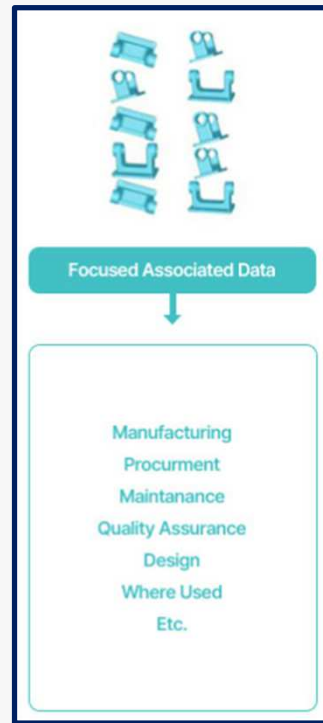 Focused Associated Data
Manufacturing
Procurment
Maintanance
Quality Assurance
Design
Where Used
Etc.